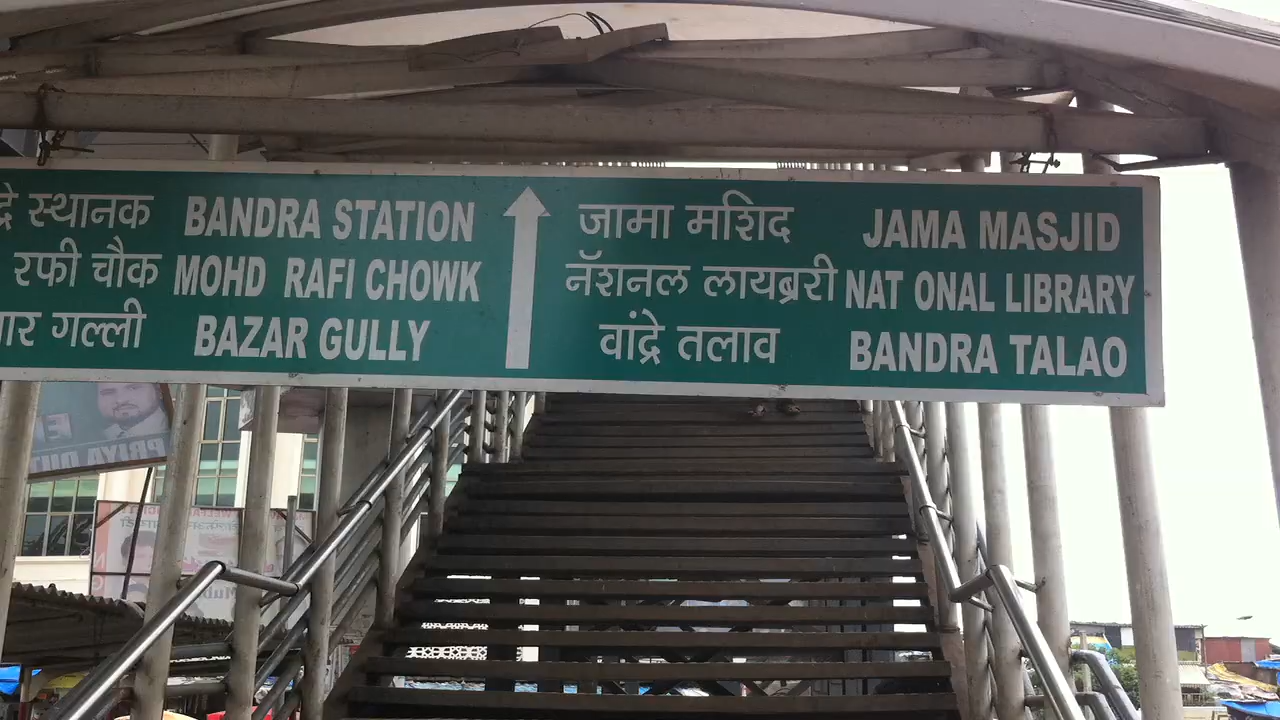 द्रे स्थानक BANDRA STATION
रफी चौक MOHD RAFI CHOWK
ार गल्ली BAZAR GULLY
जामा मशिद JAMA MASJID
नॅशनल लायब्ररी NAT ONAL LIBRARY
वांद्रे तलाव BANDRA TALAO
PRIYA DUT